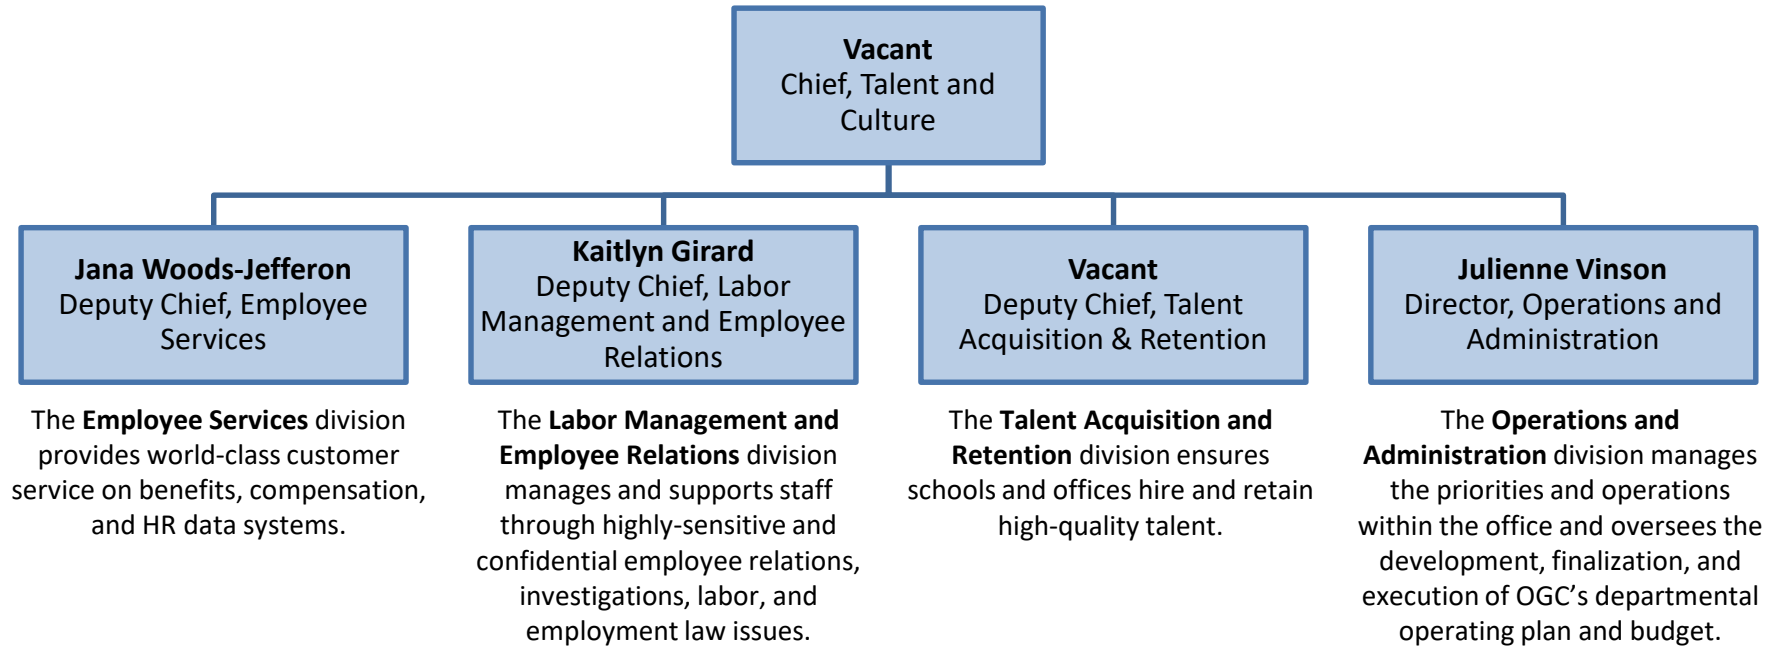 Vacant
Chief, Talent and
Culture
Jana Woods-Jefferon
Deputy Chief, Employee
Services
Kaitlyn Girard
Deputy Chief, Labor
Management and Employee
Relations
Vacant
Deputy Chief, Talent
Acquisition & Retention
Julienne Vinson
Director, Operations and
Administration
The Employee Services division
provides world-class customer
service on benefits, compensation,
and HR data systems.
The Labor Management and
Employee Relations division
manages and supports staff
through highly-sensitive and
confidential employee relations,
investigations, labor, and
employment law issues.
The Talent Acquisition and
Retention division ensures
schools and offices hire and retain
high-quality talent.
The Operations and
Administration division manages
the priorities and operations
within the office and oversees the
development, finalization, and
execution of OGC’s departmental
operating plan and budget.